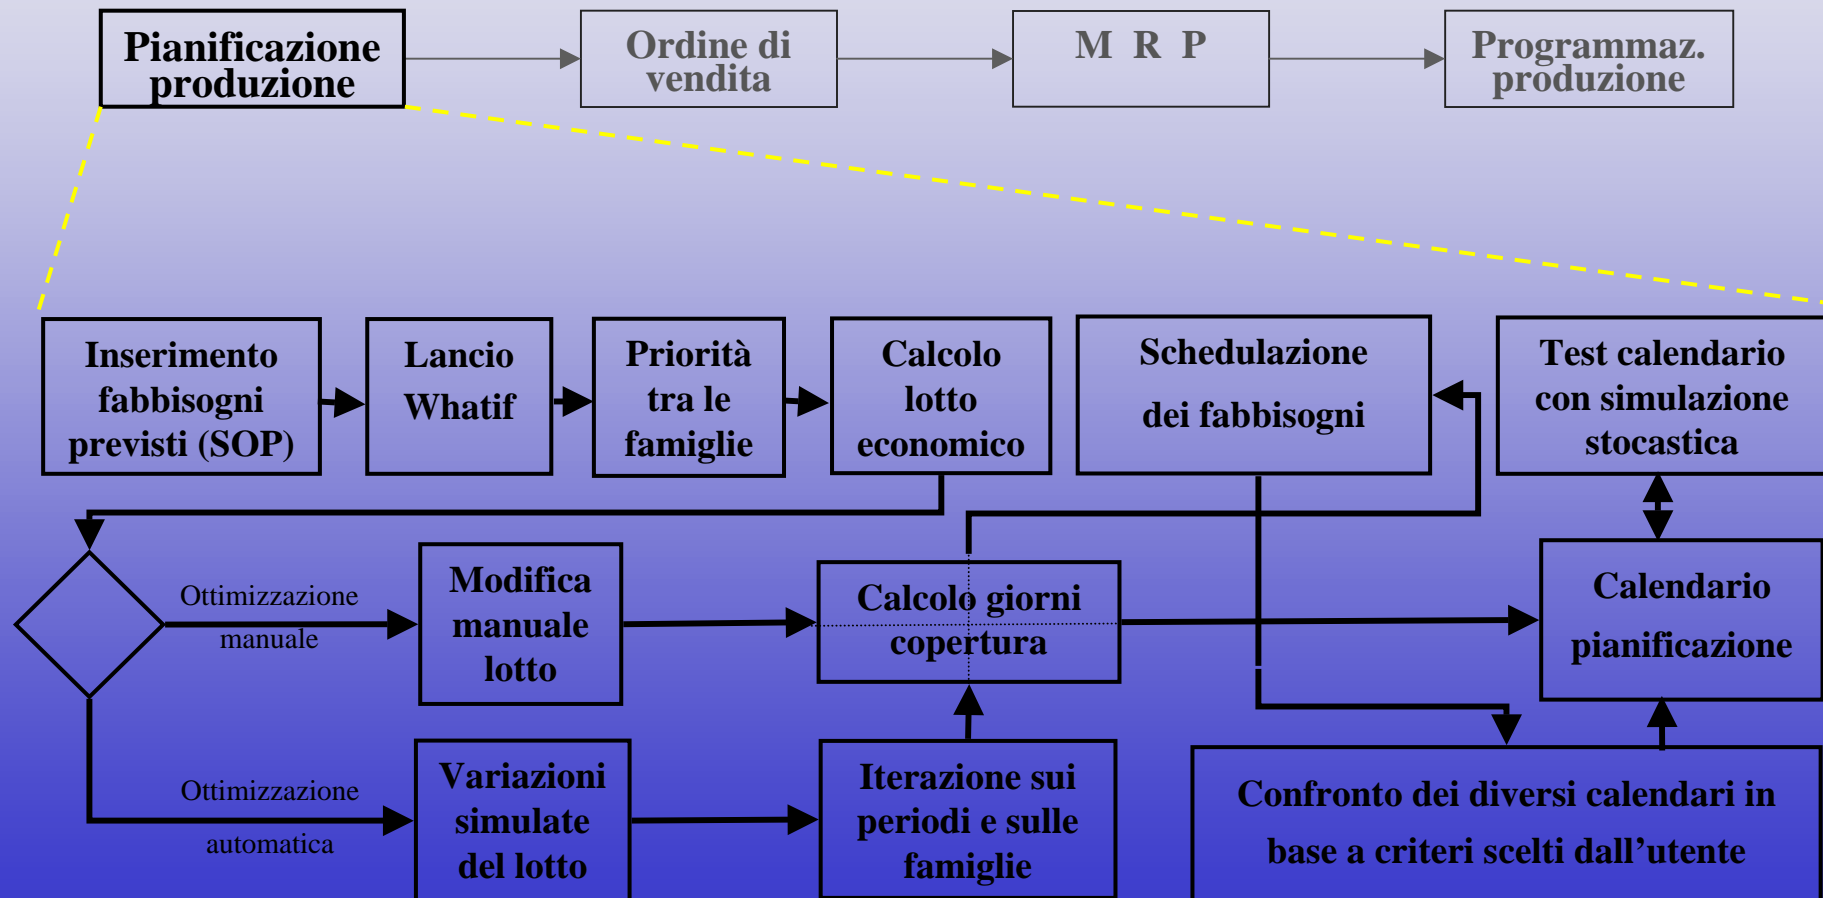 Pianificazione
produzione
Ordine di
vendita
M R P
Programmaz.
produzione
Inserimento
fabbisogni
previsti (SOP)
Lancio
Whatif
Priorità
tra le
famiglie
Calcolo
lotto
economico
Schedulazione
dei fabbisogni
Test calendario
con simulazione
stocastica
Ottimizzazione
manuale
Modifica
manuale
lotto
Calcolo giorni
copertura
Calendario
pianificazione
Ottimizzazione
automatica
Variazioni
simulate
del lotto
Iterazione sui
periodi e sulle
famiglie
Confronto dei diversi calendari in
base a criteri scelti dall’utente